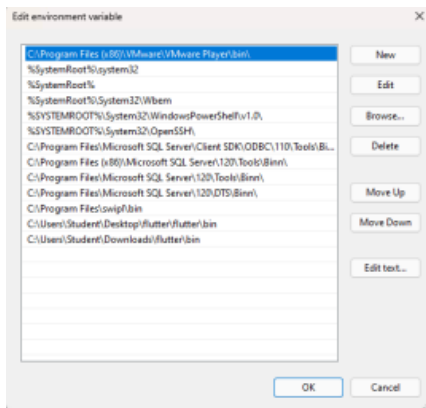 Edit environment variable
C:\Program Files (x86)\VMware\VMware Player\bin\
%SystemRoot%\system32
%SystemRoot%
%SystemRoot%\System32\Wbem
%SYSTEMROOT%\System32\WindowsPowerShell\v1.0\
%SYSTEMROOT%\System32\OpenSSH\
C:\Program Files\Microsoft SQL Server\Client SDK\ODBC\110\Tools\Bi...
C:\Program Files (x86)\Microsoft SQL Server\120\Tools\Binn\
C:\Program Files\Microsoft SQL Server\120\Tools\Binn\
C:\Program Files\Microsoft SQL Server\120\DTS\Binn\
C:\Program Files\swipl\bin
C:\Users\Student\Desktop\flutter\flutter\bin
C:\Users\Student\Downloads\flutter\bin
New
Edit
Browse...
Delete
Move Up
Move Down
Edit text...
OK
Cancel